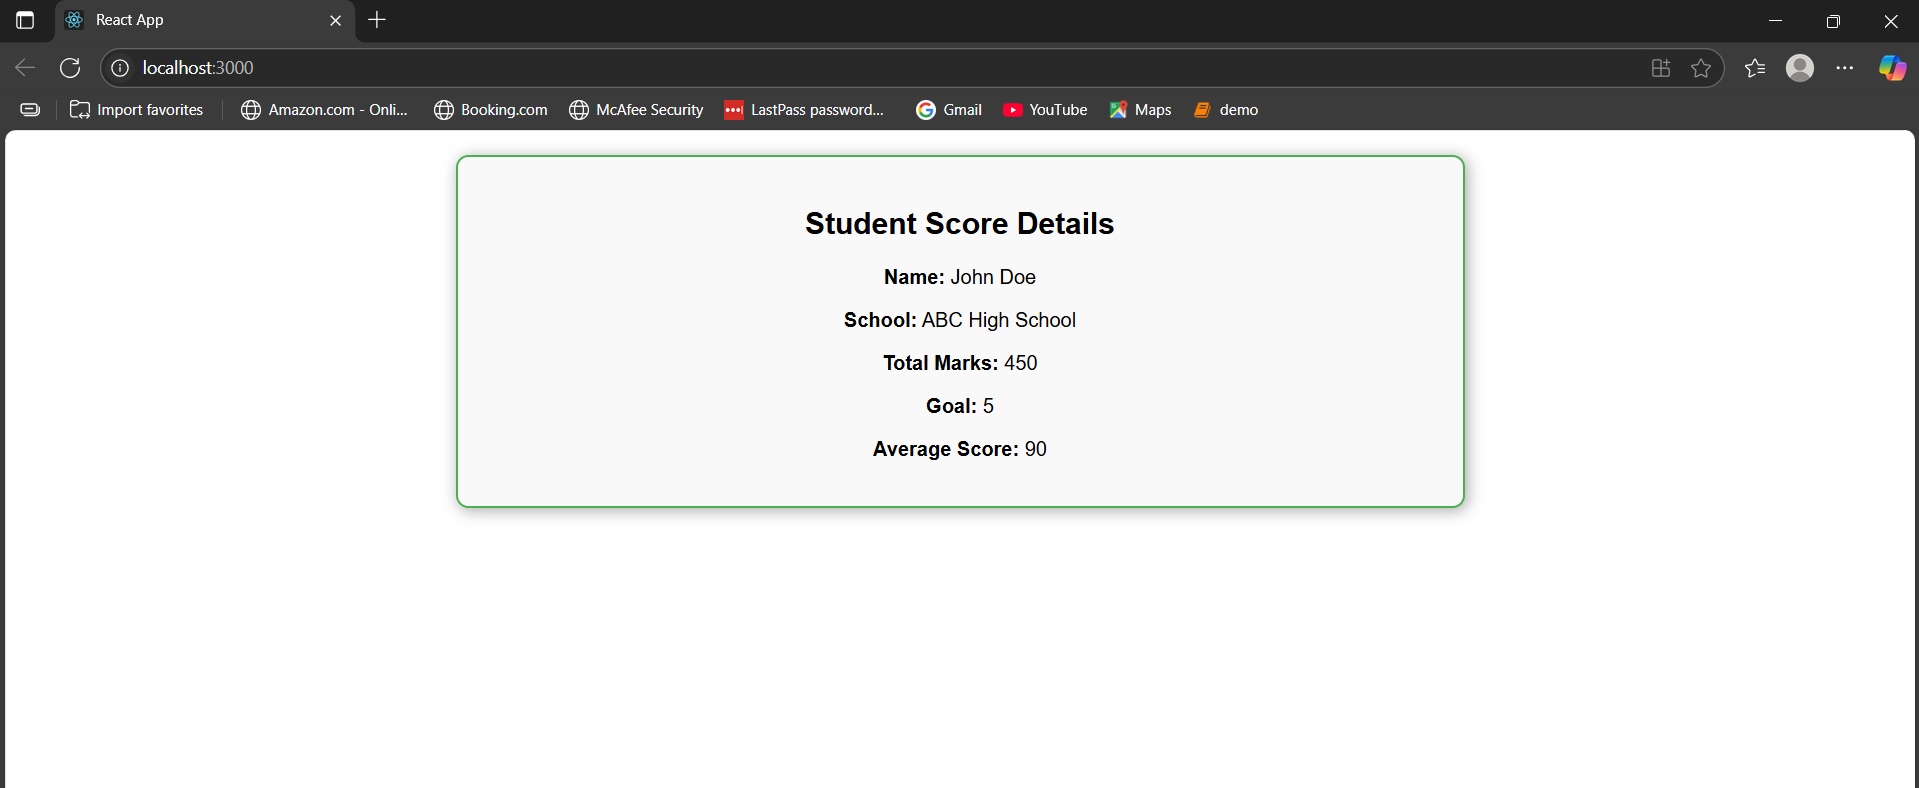 React App
localhost:3000
Import favorites Amazon.com - Onli... Booking.com McAfee Security LastPass password... Gmail YouTube Maps demo
Student Score Details
Name: John Doe
School: ABC High School
Total Marks: 450
Goal: 5
Average Score: 90